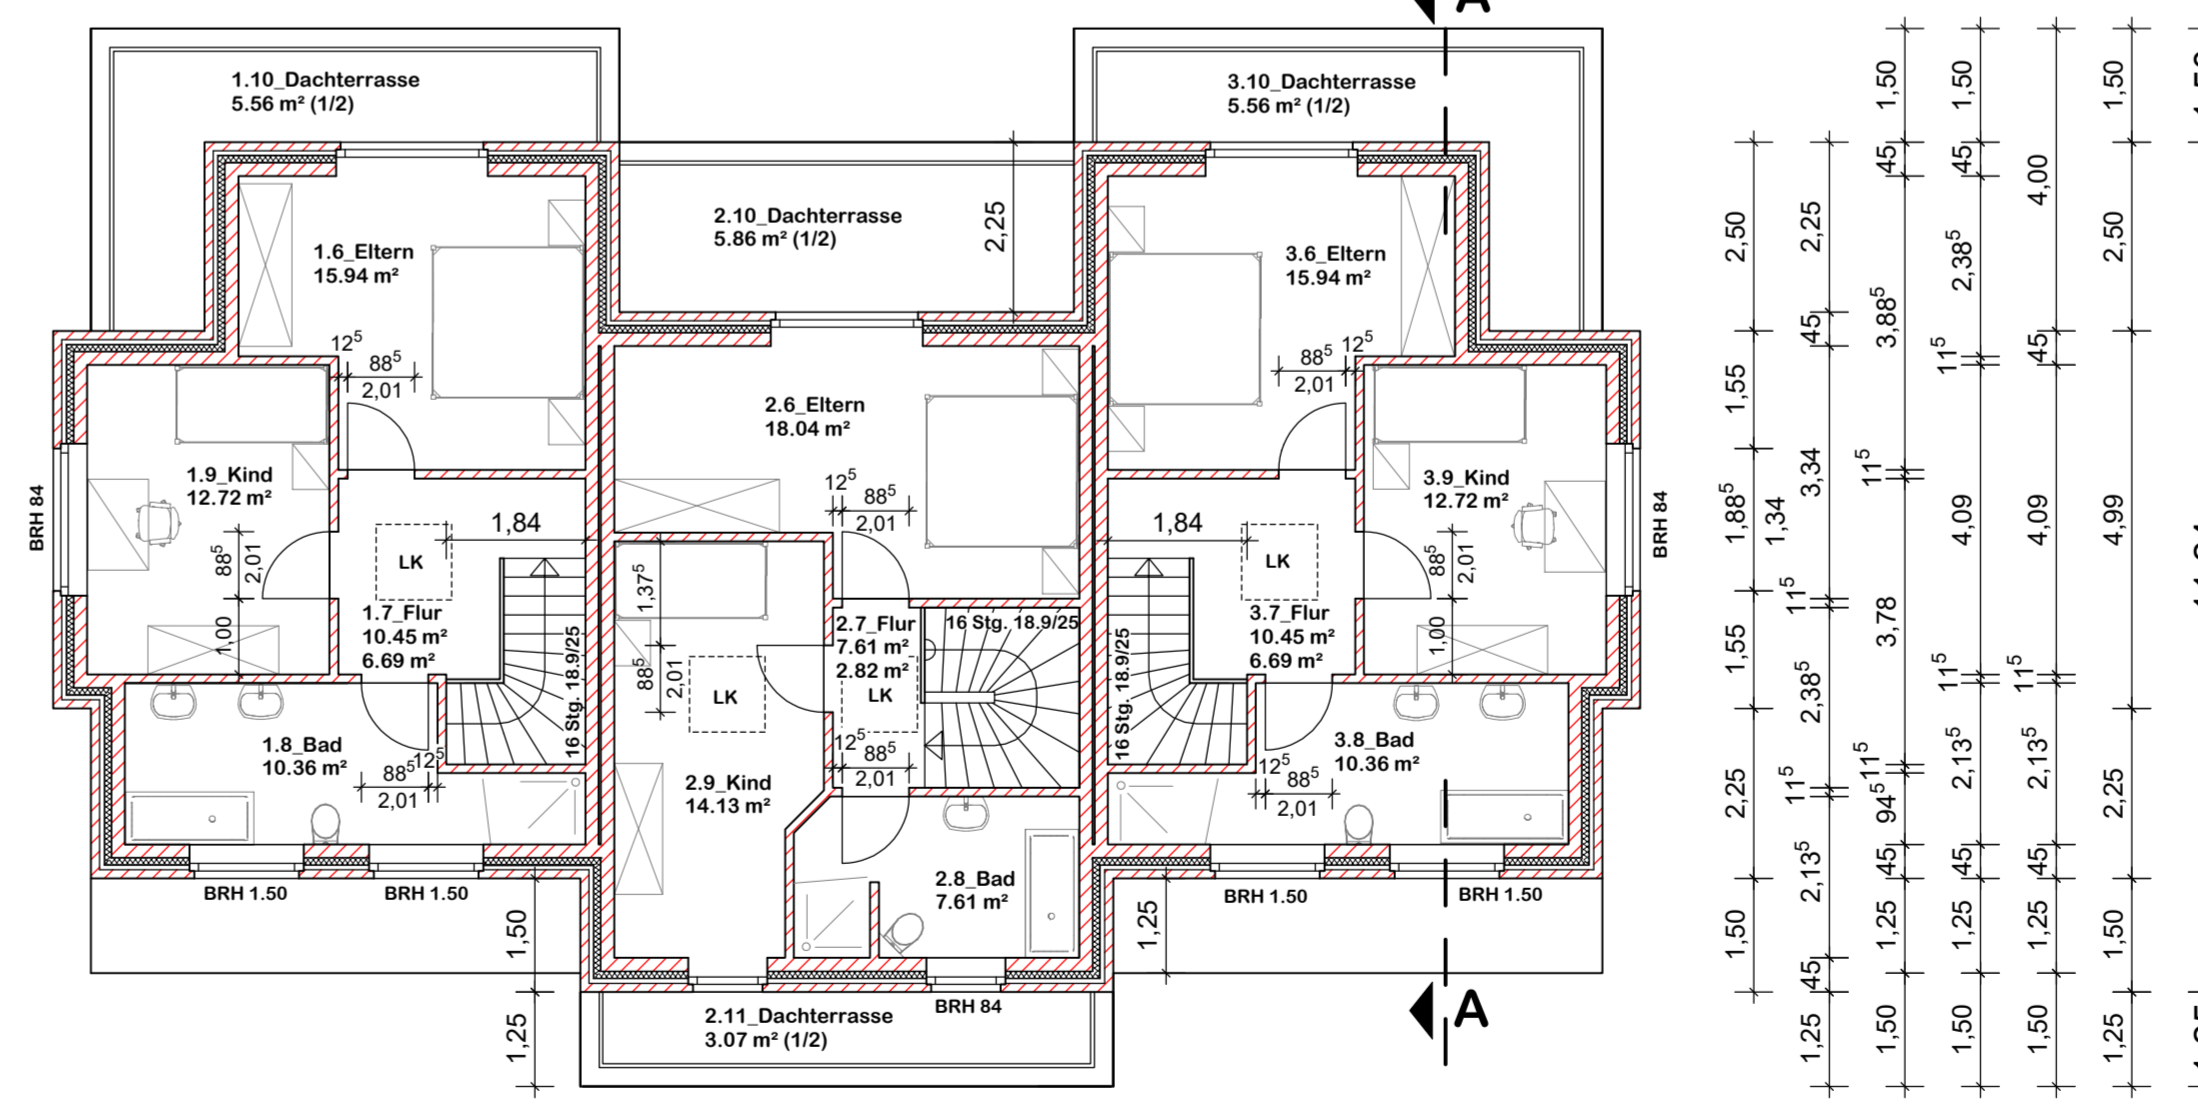 A
1.10_Dachterrasse
5.56 m² (1/2)
3.10_Dachterrasse
5.56 m² (1/2)
2.10_Dachterrasse
5.86 m² (1/2)
2,25
1.6_Eltern
15.94 m²
3.6_Eltern
15.94 m²
12⁵
88⁵
2,01
12⁵
88⁵
2,01
2.6_Eltern
18.04 m²
12⁵
88⁵
2,01
1.9_Kind
12.72 m²
3.9_Kind
12.72 m²
BRH 84
BRH 84
88⁵
2,01
1,00
1,84
LK
1.7_Flur
10.45 m²
6.69 m²
16 Stg. 18.9/25
1,37⁵
88⁵
2,01
LK
2.7_Flur
7.61 m²
2.82 m²
LK
16 Stg. 18.9/25
1,84
LK
3.7_Flur
10.45 m²
6.69 m²
16 Stg. 18.9/25
88⁵
2,01
1,00
1.8_Bad
10.36 m²
12⁵
88⁵
2,01
12⁵
88⁵
2,01
2.9_Kind
14.13 m²
3.8_Bad
10.36 m²
12⁵
88⁵
2,01
2.8_Bad
7.61 m²
BRH 1.50
BRH 1.50
BRH 1.50
BRH 1.50
BRH 84
1,50
1,25
1,25
2.11_Dachterrasse
3.07 m² (1/2)
A
2,50
1,55
1,88⁵
1,34
1,55
2,25
1,50
2,25
45
3,34
11⁵
2,38⁵
11⁵
2,13⁵
45
1,25
1,50
45
3,88⁵
11⁵
3,78
11⁵
94⁵
45
1,25
1,50
1,50
45
2,38⁵
11⁵
4,09
11⁵
2,13⁵
45
1,25
1,50
4,00
45
4,09
11⁵
2,13⁵
45
1,25
1,50
1,50
2,50
4,99
2,25
1,50
1,25